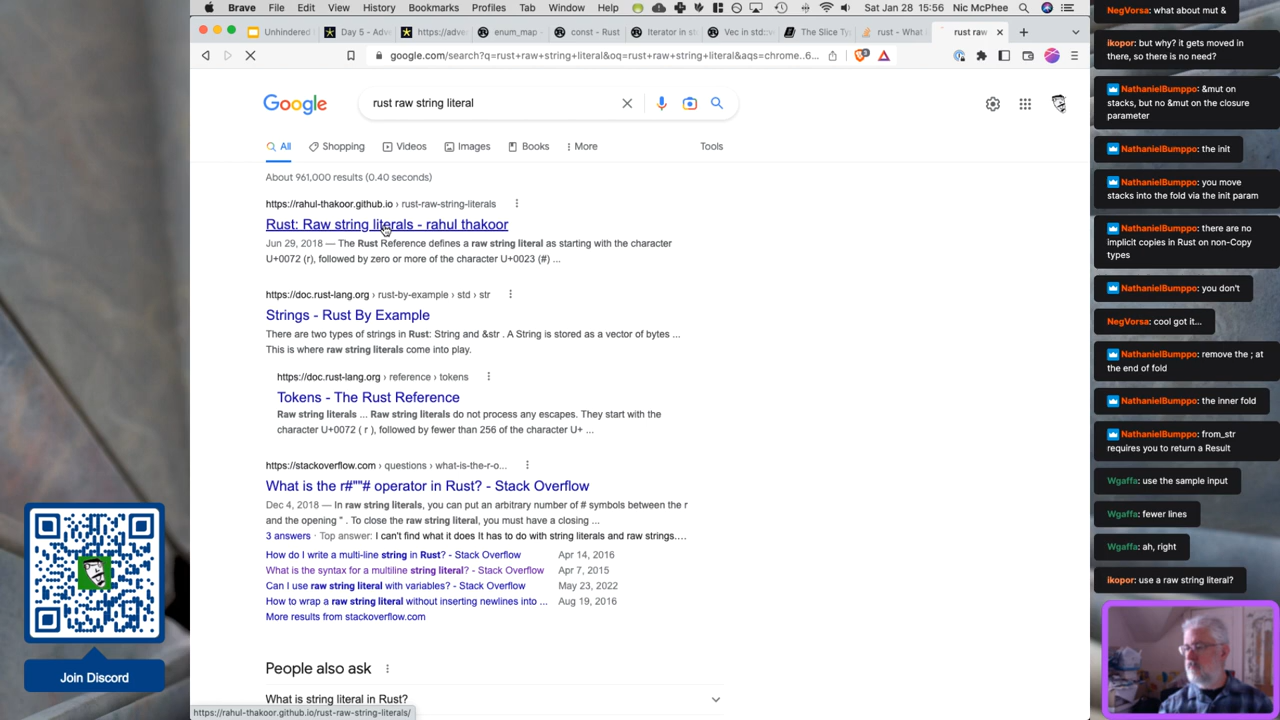 Brave File Edit View History Bookmarks Profiles Tab Window Help Sat Jan 28 15:56 Nic McPhee
Unhindered Day 5 - Adve https://adve enum_map - const - Rust Iterator in st Vec in std::v The Slice Typ rust - What i rust raw
google.com/search?q=rust+raw+string+literal&oq=rust+raw+string+literal&aqs=chrome..6...
Google
rust raw string literal
All Shopping Videos Images Books More Tools
About 961,000 results (0.40 seconds)
https://rahul-thakoor.github.io › rust-raw-string-literals
Rust: Raw string literals - rahul thakoor
Jun 29, 2018 — The Rust Reference defines a raw string literal as starting with the character
U+0072 (r), followed by zero or more of the character U+0023 (#) ...
https://doc.rust-lang.org › rust-by-example › std › str
Strings - Rust By Example
There are two types of strings in Rust: String and &str . A String is stored as a vector of bytes ...
This is where raw string literals come into play.
https://doc.rust-lang.org › reference › tokens
Tokens - The Rust Reference
Raw string literals ... Raw string literals do not process any escapes. They start with the
character U+0072 ( r ), followed by fewer than 256 of the character U+ ...
https://stackoverflow.com › questions › what-is-the-r-o...
What is the r#""# operator in Rust? - Stack Overflow
Dec 4, 2018 — In raw string literals, you can put an arbitrary number of # symbols between the r
and the opening " . To close the raw string literal, you must have a closing ...
3 answers · Top answer: I can't find what it does It has to do with string literals and raw strings....
How do I write a multi-line string in Rust? - Stack Overflow Apr 14, 2016
What is the syntax for a multiline string literal? - Stack Overflow Apr 7, 2015
Can I use raw string literal with variables? - Stack Overflow May 23, 2022
How to wrap a raw string literal without inserting newlines into ... Aug 19, 2016
More results from stackoverflow.com
People also ask
What is string literal in Rust?
https://rahul-thakoor.github.io/rust-raw-string-literals/
Join Discord
NegVorsa: what about mut &
ikopor: but why? it gets moved in
there, so there is no need?
NathanielBumppo: &mut on
stacks, but no &mut on the closure
parameter
NathanielBumppo: the init
NathanielBumppo: you move
stacks into the fold via the init param
NathanielBumppo: there are no
implicit copies in Rust on non-Copy
types
NathanielBumppo: you don't
NegVorsa: cool got it...
NathanielBumppo: remove the ; at
the end of fold
NathanielBumppo: the inner fold
NathanielBumppo: from_str
requires you to return a Result
Wgaffa: use the sample input
Wgaffa: fewer lines
Wgaffa: ah, right
ikopor: use a raw string literal?